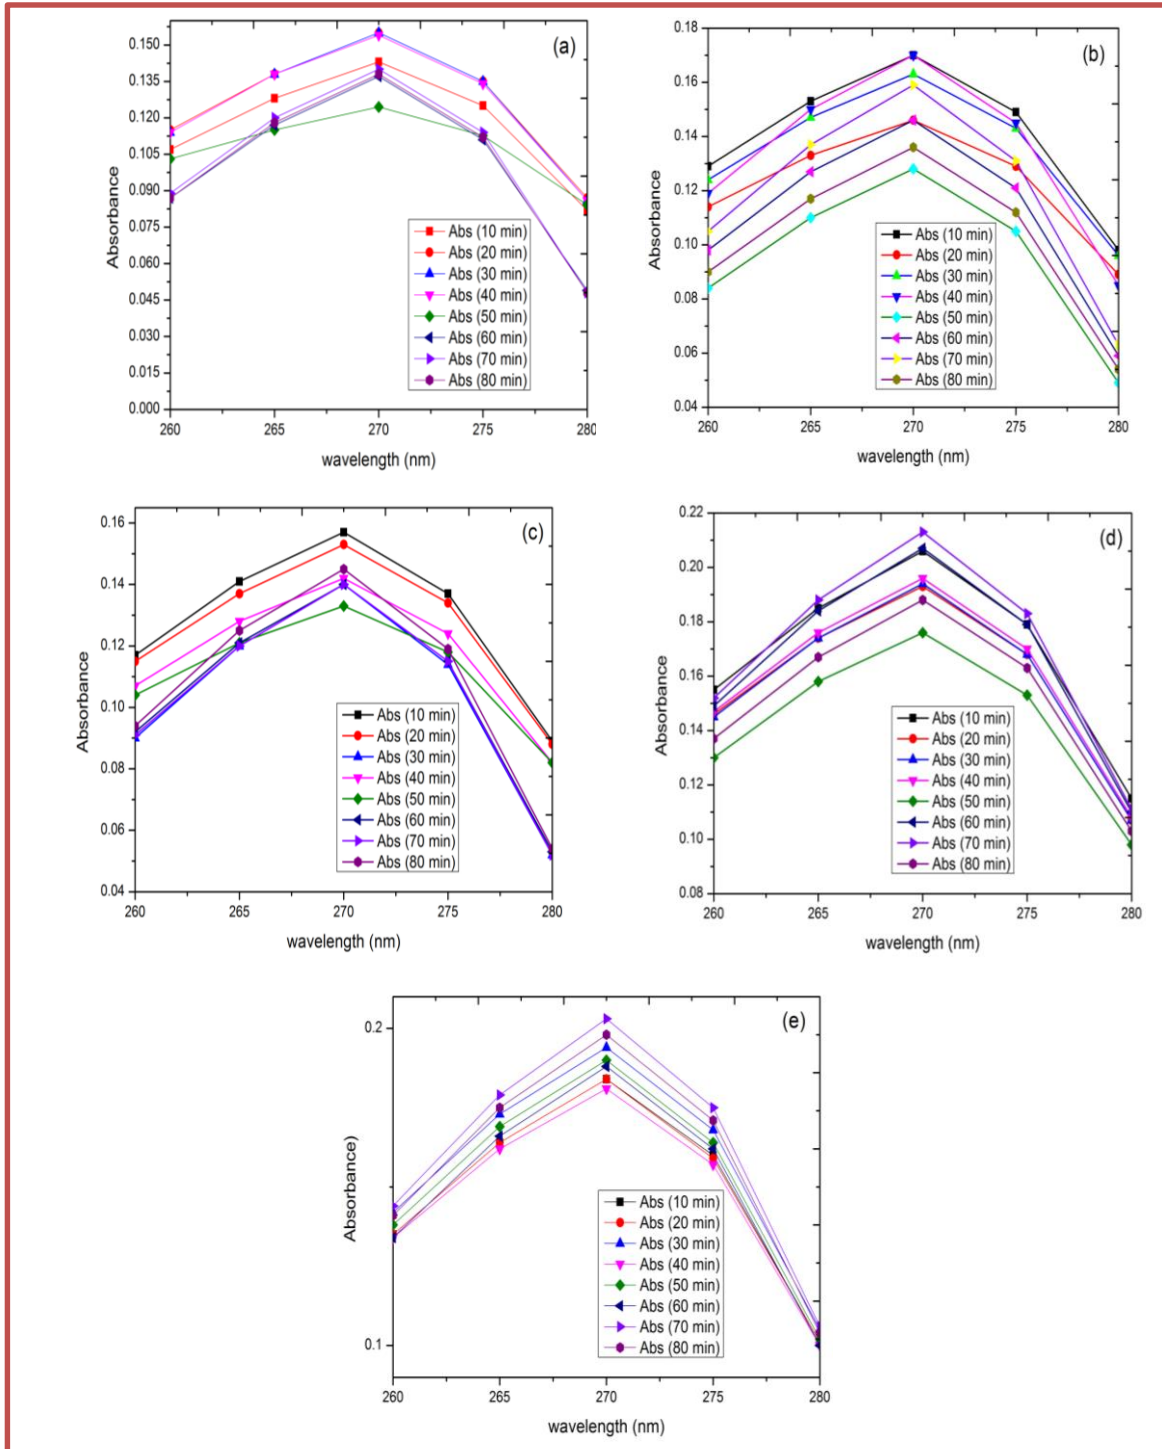 (a)
0.150
0.135
0.120
0.105
0.090
0.075
0.060
0.045
0.030
0.015
0.000
Absorbance
Abs (10 min)
Abs (20 min)
Abs (30 min)
Abs (40 min)
Abs (50 min)
Abs (60 min)
Abs (70 min)
Abs (80 min)
260 265 270 275 280
wavelength (nm)
(b)
0.18
0.16
0.14
0.12
0.10
0.08
0.06
0.04
Absorbance
Abs (10 min)
Abs (20 min)
Abs (30 min)
Abs (40 min)
Abs (50 min)
Abs (60 min)
Abs (70 min)
Abs (80 min)
260 265 270 275 280
wavelength (nm)
(c)
0.16
0.14
0.12
0.10
0.08
0.06
0.04
Absorbance
Abs (10 min)
Abs (20 min)
Abs (30 min)
Abs (40 min)
Abs (50 min)
Abs (60 min)
Abs (70 min)
Abs (80 min)
260 265 270 275 280
wavelength (nm)
(d)
0.22
0.20
0.18
0.16
0.14
0.12
0.10
0.08
Absorbance
Abs (10 min)
Abs (20 min)
Abs (30 min)
Abs (40 min)
Abs (50 min)
Abs (60 min)
Abs (70 min)
Abs (80 min)
260 265 270 275 280
wavelength (nm)
(e)
0.2
0.1
Absorbance)
Abs (10 min)
Abs (20 min)
Abs (30 min)
Abs (40 min)
Abs (50 min)
Abs (60 min)
Abs (70 min)
Abs (80 min)
260 265 270 275 280
wavelength (nm)